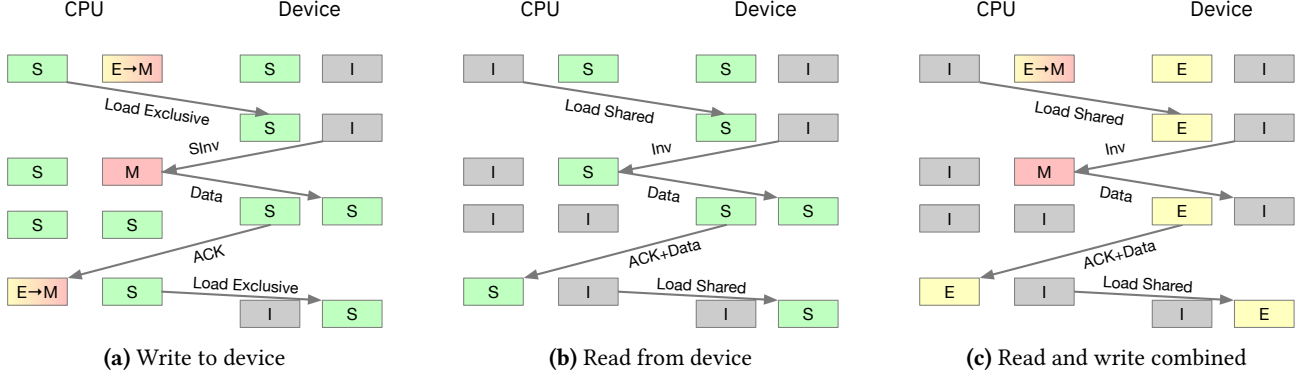 CPU Device
S E→M S I
Load Exclusive
S I
SInv
S M
Data
S S
S S
ACK
E→M S
Load Exclusive
I S
(a) Write to device
CPU Device
I S S I
Load Shared
S I
Inv
I S
Data
S S
I I
ACK+Data
S I
Load Shared
I S
(b) Read from device
CPU Device
I E→M E I
Load Shared
E I
Inv
I M
Data
E I
I I
ACK+Data
E I
Load Shared
I E
(c) Read and write combined